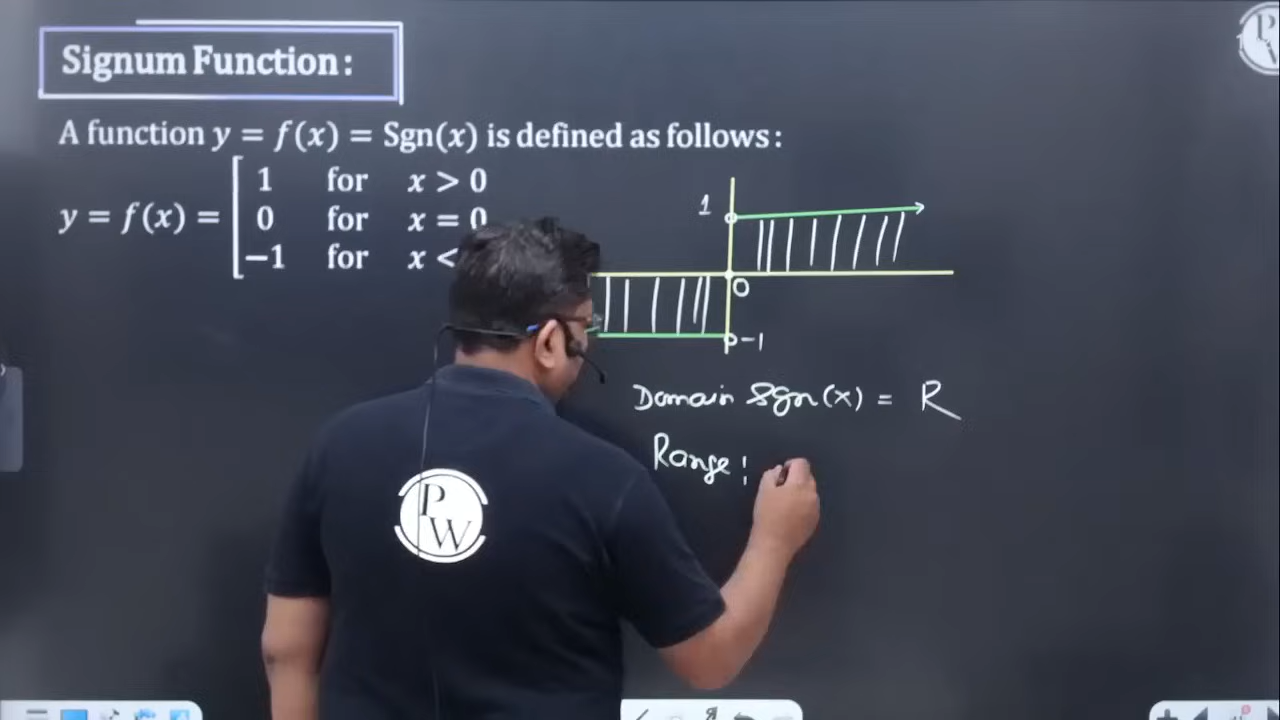 Signum Function:
A function y = f(x) = Sgn(x) is defined as follows:
y = f(x) = [ 1 for x > 0
0 for x = 0
−1 for x <
1
0
-1
Domain Sgn(x) = R
Range :
PW
P